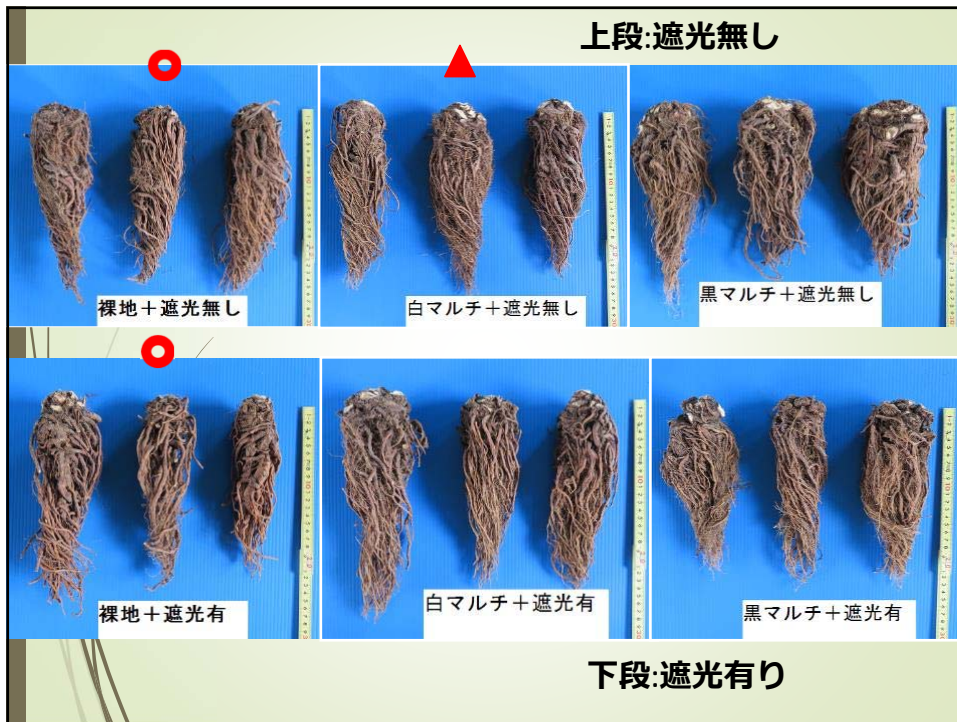 上段:遮光無し
裸地＋遮光無し
白マルチ＋遮光無し
黒マルチ＋遮光無し
裸地＋遮光有
白マルチ＋遮光有
黒マルチ＋遮光有
下段:遮光有り